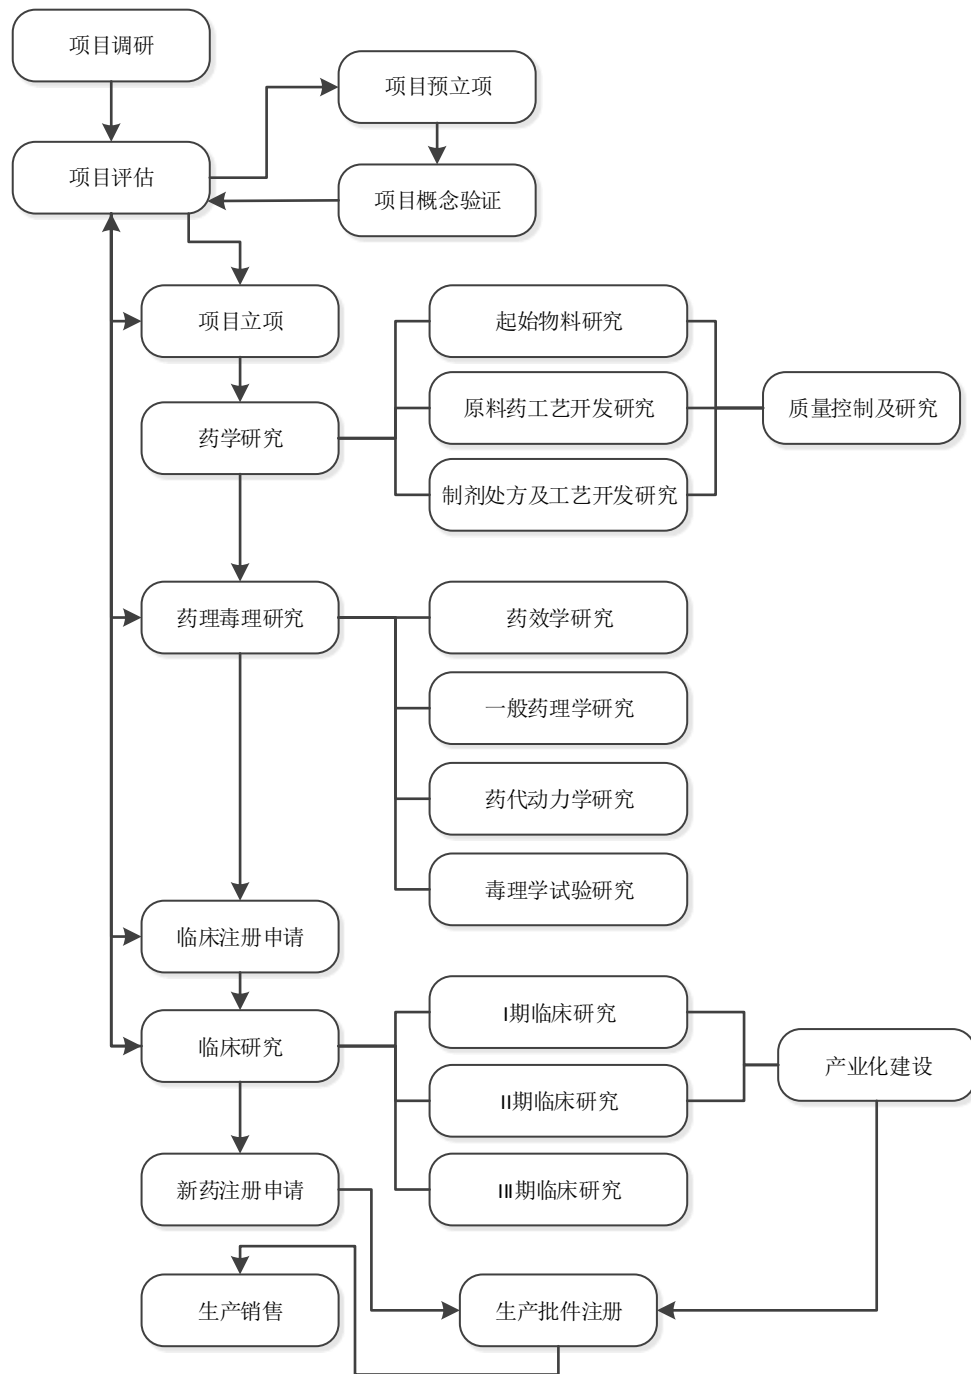 项目调研
项目预立项
项目评估
项目概念验证
项目立项
起始物料研究
原料药工艺开发研究
质量控制及研究
药学研究
制剂处方及工艺开发研究
药理毒理研究
药效学研究
一般药理学研究
药代动力学研究
毒理学试验研究
临床注册申请
I期临床研究
临床研究
产业化建设
II期临床研究
新药注册申请
III期临床研究
生产销售
生产批件注册